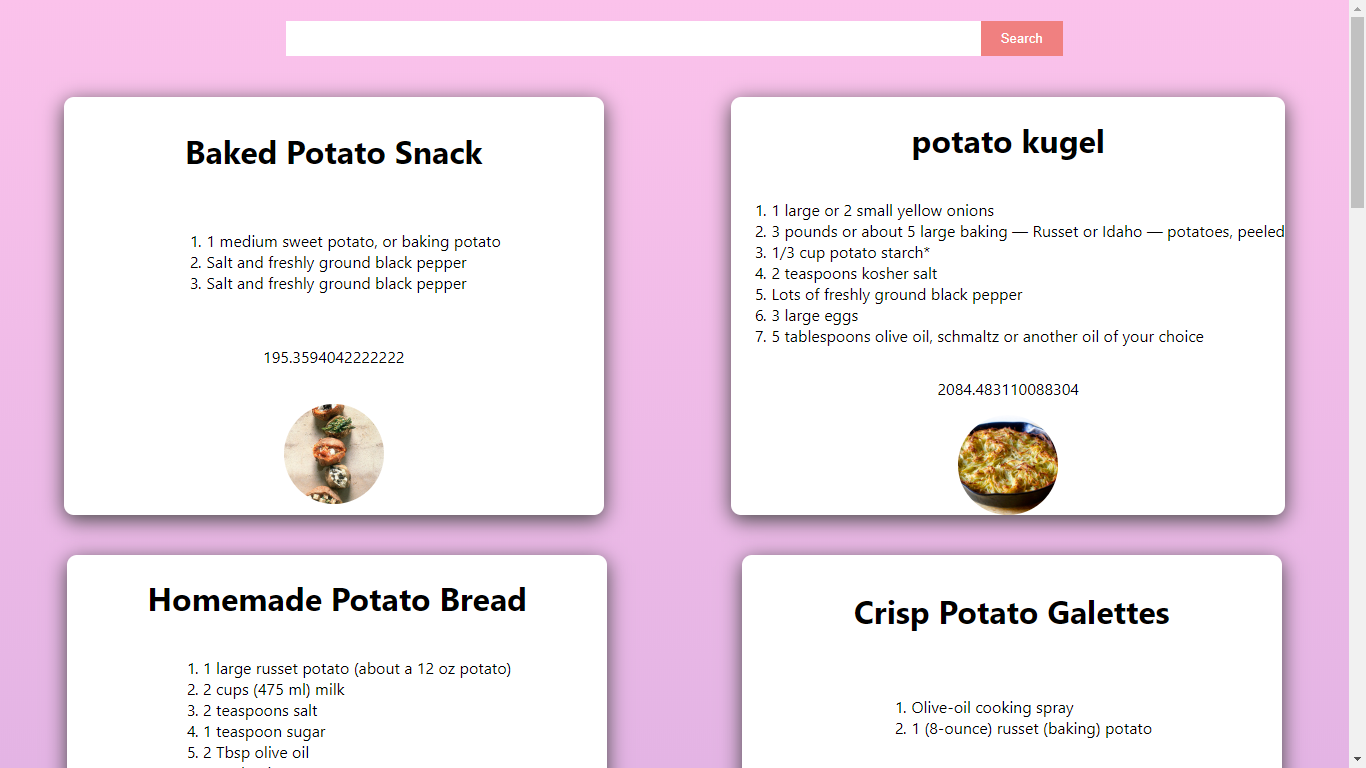 Search
Baked Potato Snack
1. 1 medium sweet potato, or baking potato
2. Salt and freshly ground black pepper
3. Salt and freshly ground black pepper
195.3594042222222
potato kugel
1. 1 large or 2 small yellow onions
2. 3 pounds or about 5 large baking — Russet or Idaho — potatoes, peeled
3. 1/3 cup potato starch*
4. 2 teaspoons kosher salt
5. Lots of freshly ground black pepper
6. 3 large eggs
7. 5 tablespoons olive oil, schmaltz or another oil of your choice
2084.483110088304
Homemade Potato Bread
1. 1 large russet potato (about a 12 oz potato)
2. 2 cups (475 ml) milk
3. 2 teaspoons salt
4. 1 teaspoon sugar
5. 2 Tbsp olive oil
Crisp Potato Galettes
1. Olive-oil cooking spray
2. 1 (8-ounce) russet (baking) potato